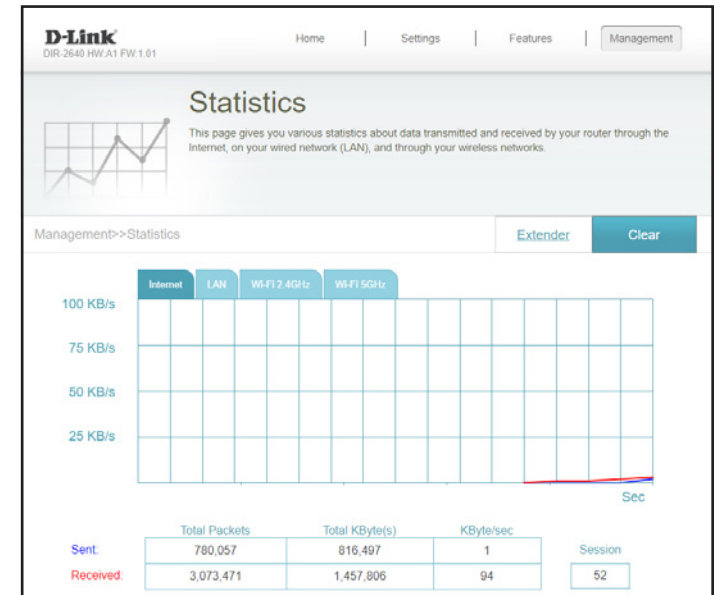 D-Link
DIR-2640 HW:A1 FW:1.01
Home | Settings | Features | Management
Statistics
This page gives you various statistics about data transmitted and received by your router through the
Internet, on your wired network (LAN), and through your wireless networks.
Management>>Statistics
Extender
Clear
Internet LAN Wi-Fi 2.4GHz Wi-Fi 5GHz
100 KB/s
75 KB/s
50 KB/s
25 KB/s
Sec
Total Packets Total KByte(s) KByte/sec
Sent: 780,057 816,497 1 Session
Received: 3,073,471 1,457,806 94 52